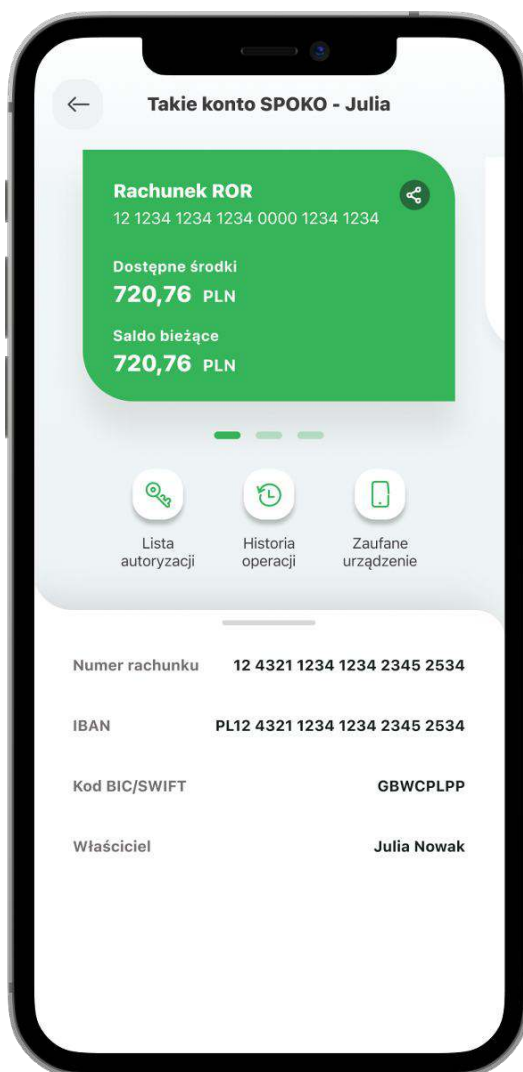 Takie konto SPOKO - Julia
Rachunek ROR
12 1234 1234 1234 0000 1234 1234
Dostępne środki
720,76 PLN
Saldo bieżące
720,76 PLN
Lista
autoryzacji
Historia
operacji
Zaufane
urządzenie
Numer rachunku 12 4321 1234 1234 2345 2534
IBAN PL12 4321 1234 1234 2345 2534
Kod BIC/SWIFT GBWCPLPP
Właściciel Julia Nowak